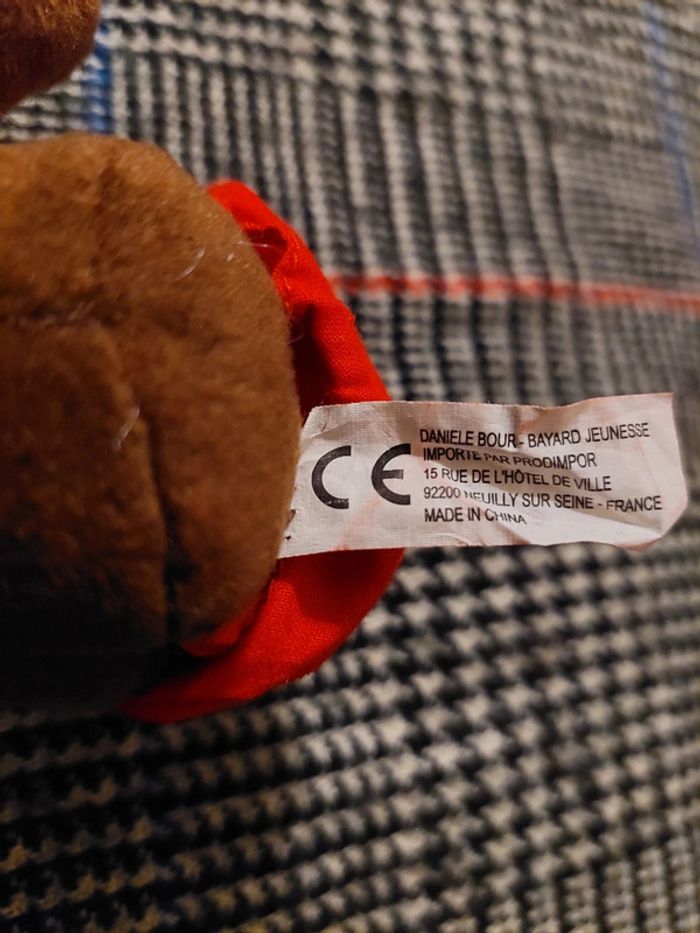 CE
DANIELE BOUR - BAYARD JEUNESSE
IMPORTE PAR PRODIMPOR
15 RUE DE L'HÔTEL DE VILLE
92200 NEUILLY SUR SEINE - FRANCE
MADE IN CHINA